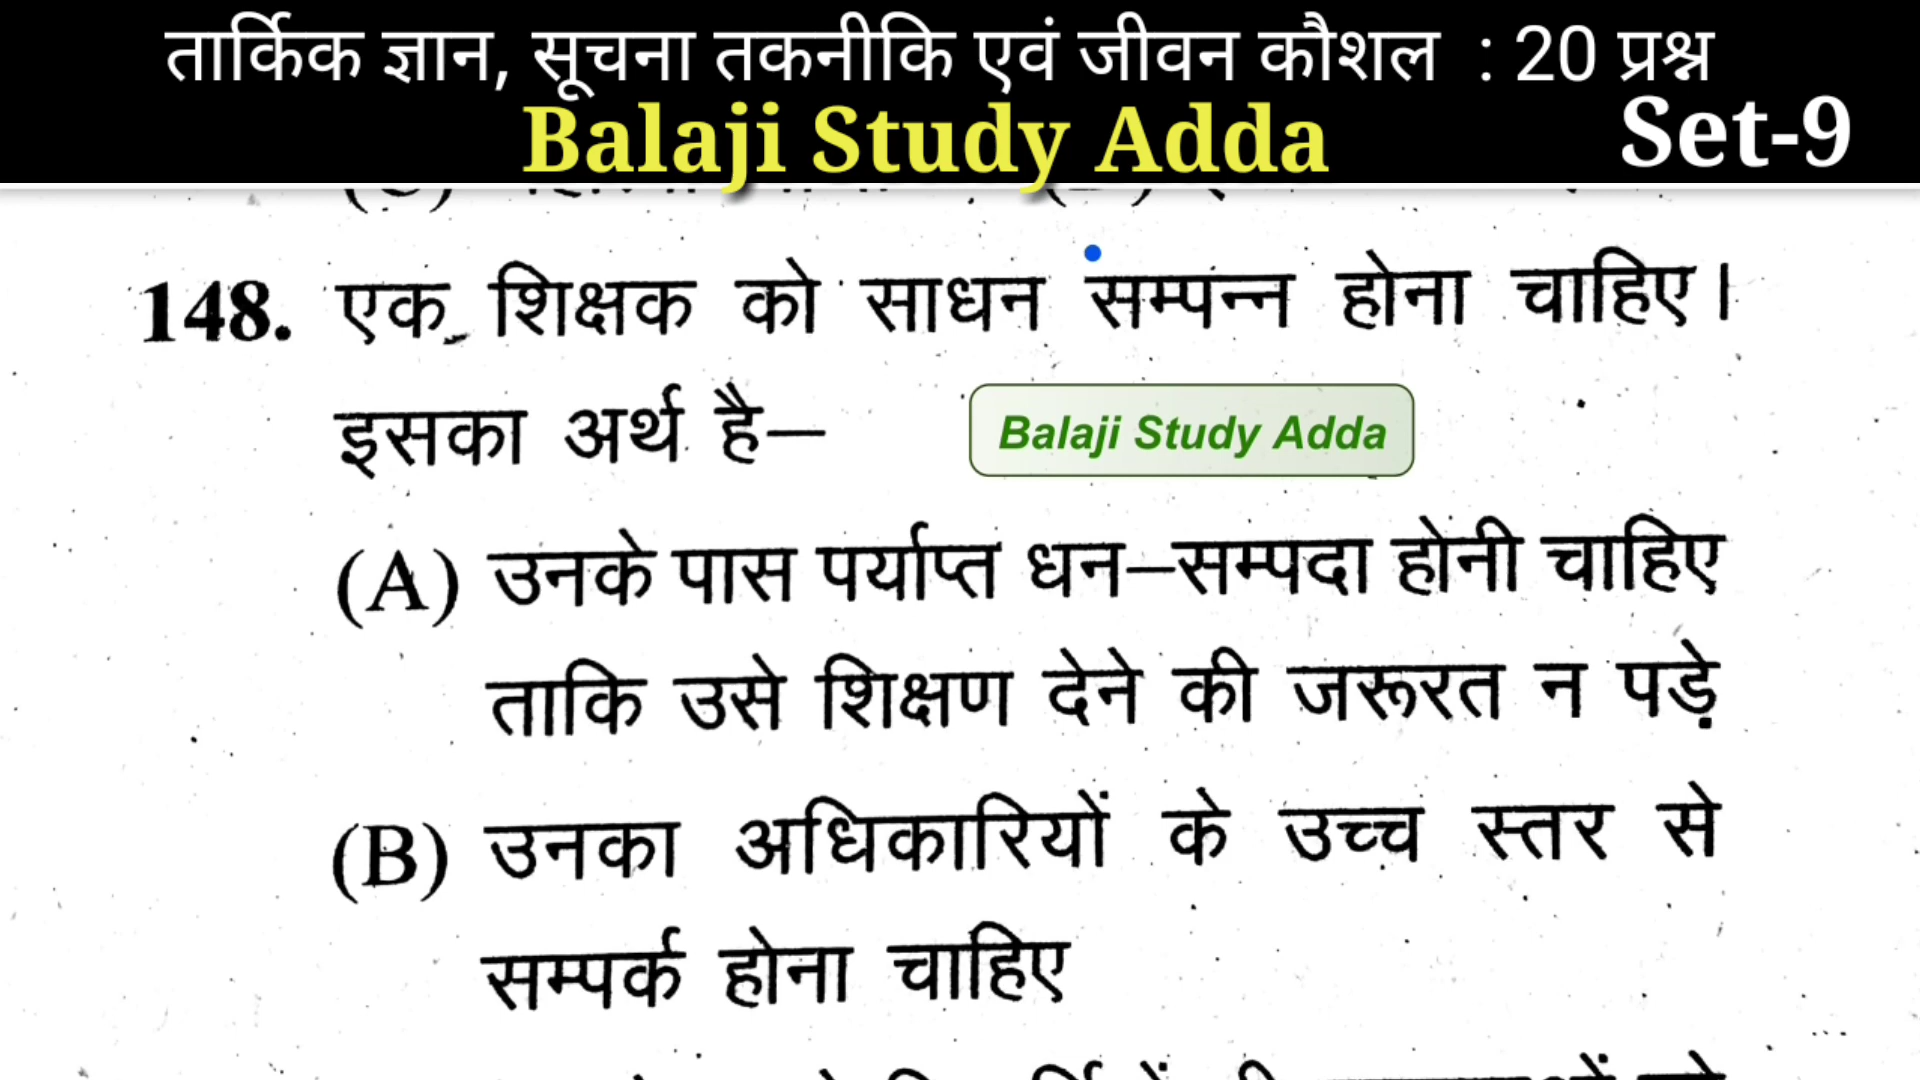 तार्किक ज्ञान, सूचना तकनीकि एवं जीवन कौशल : 20 प्रश्न
Balaji Study Adda
Set-9
148. एक शिक्षक को साधन सम्पन्न होना चाहिए।
इसका अर्थ है–
Balaji Study Adda
(A) उनके पास पर्याप्त धन–सम्पदा होनी चाहिए
ताकि उसे शिक्षण देने की जरूरत न पड़े
(B) उनका अधिकारियों के उच्च स्तर से
सम्पर्क होना चाहिए